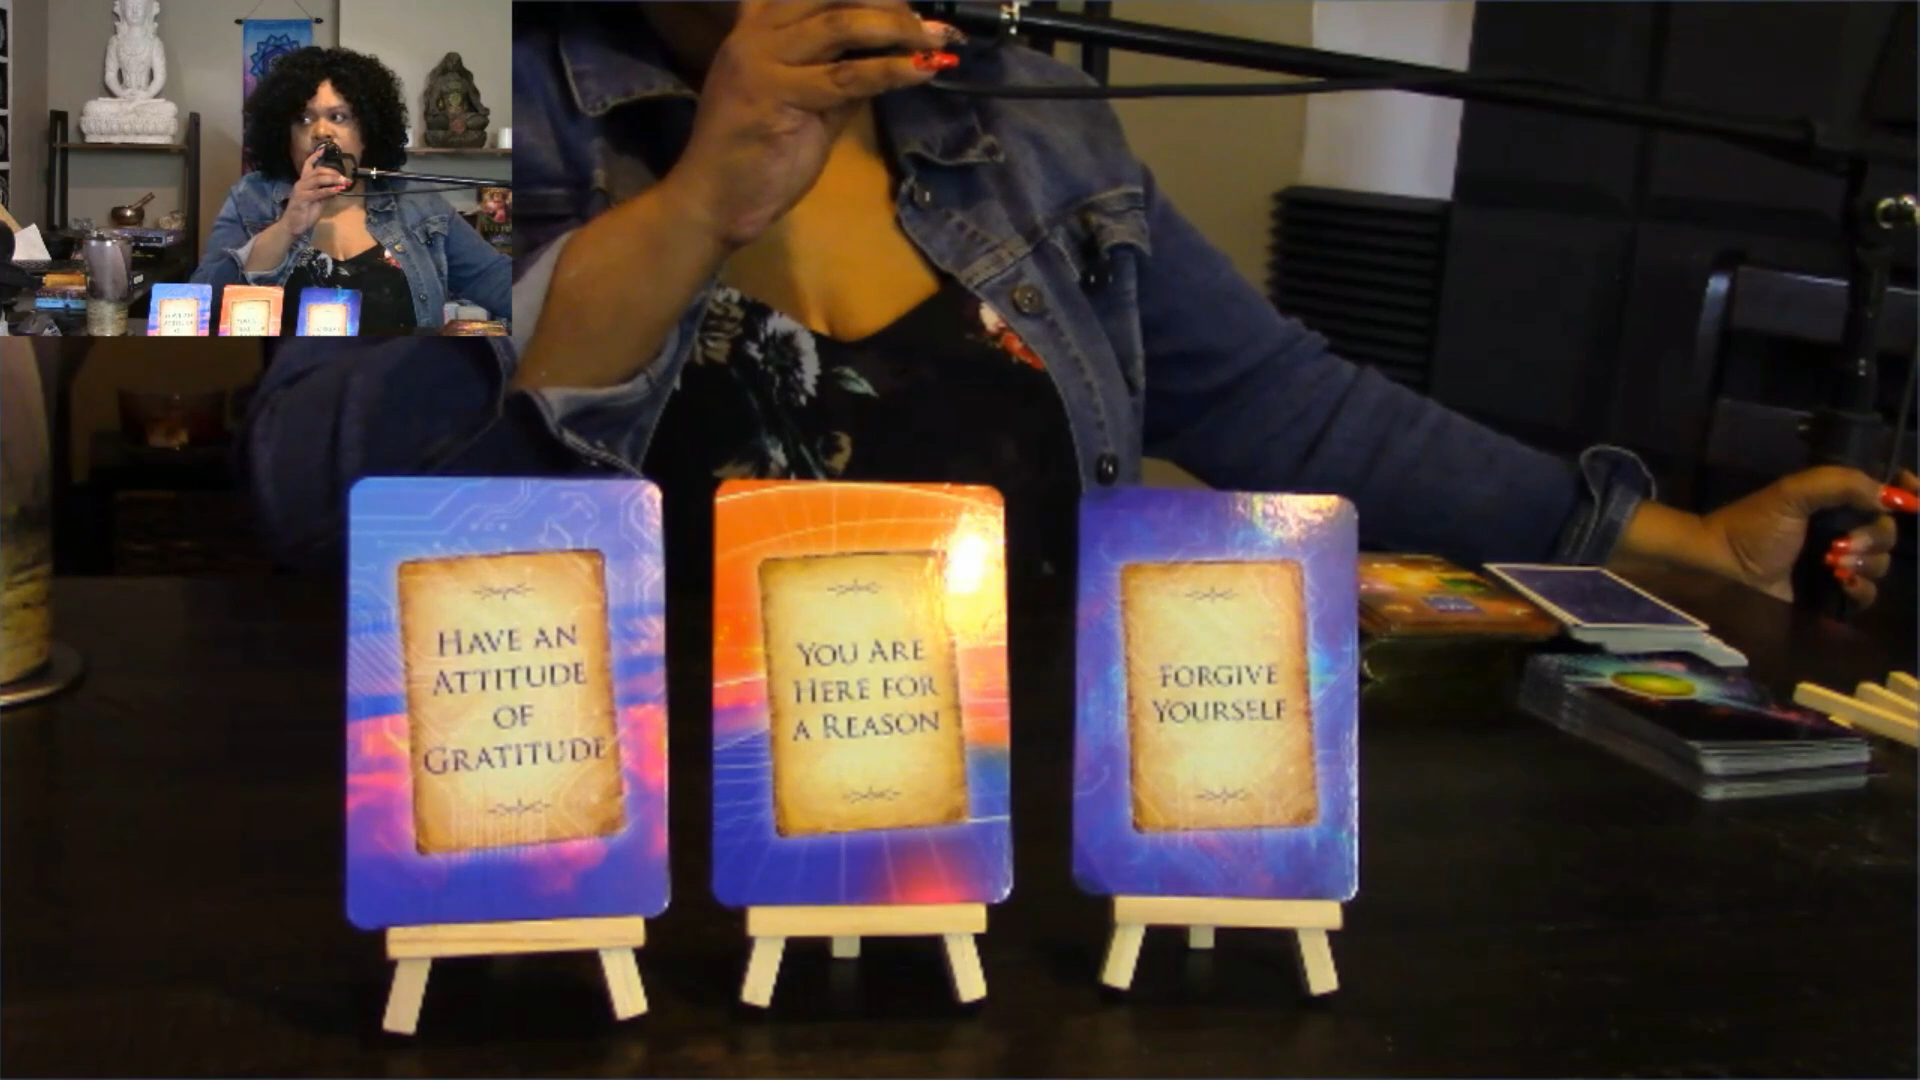 HAVE AN
ATTITUDE
OF
GRATITUDE
YOU ARE
HERE FOR
A REASON
FORGIVE
YOURSELF